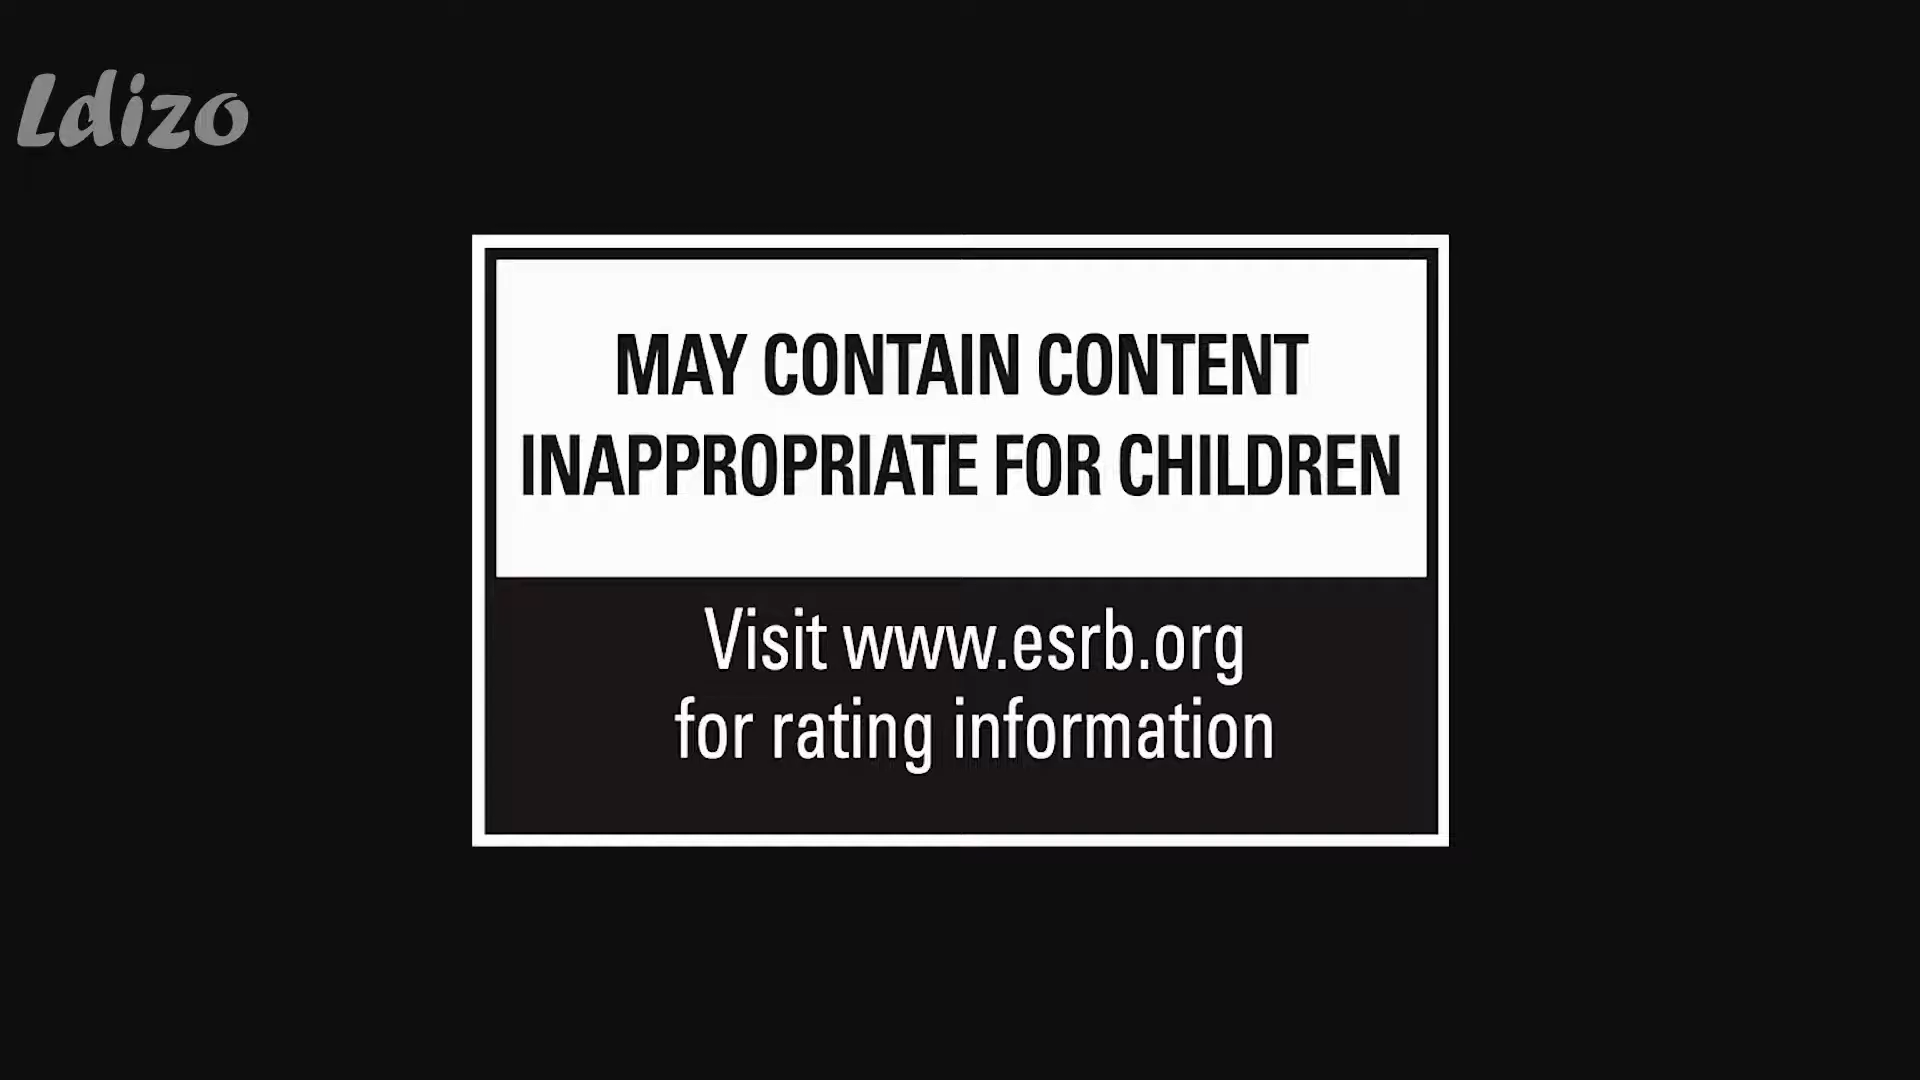 Ldizo
MAY CONTAIN CONTENT
INAPPROPRIATE FOR CHILDREN
Visit www.esrb.org
for rating information